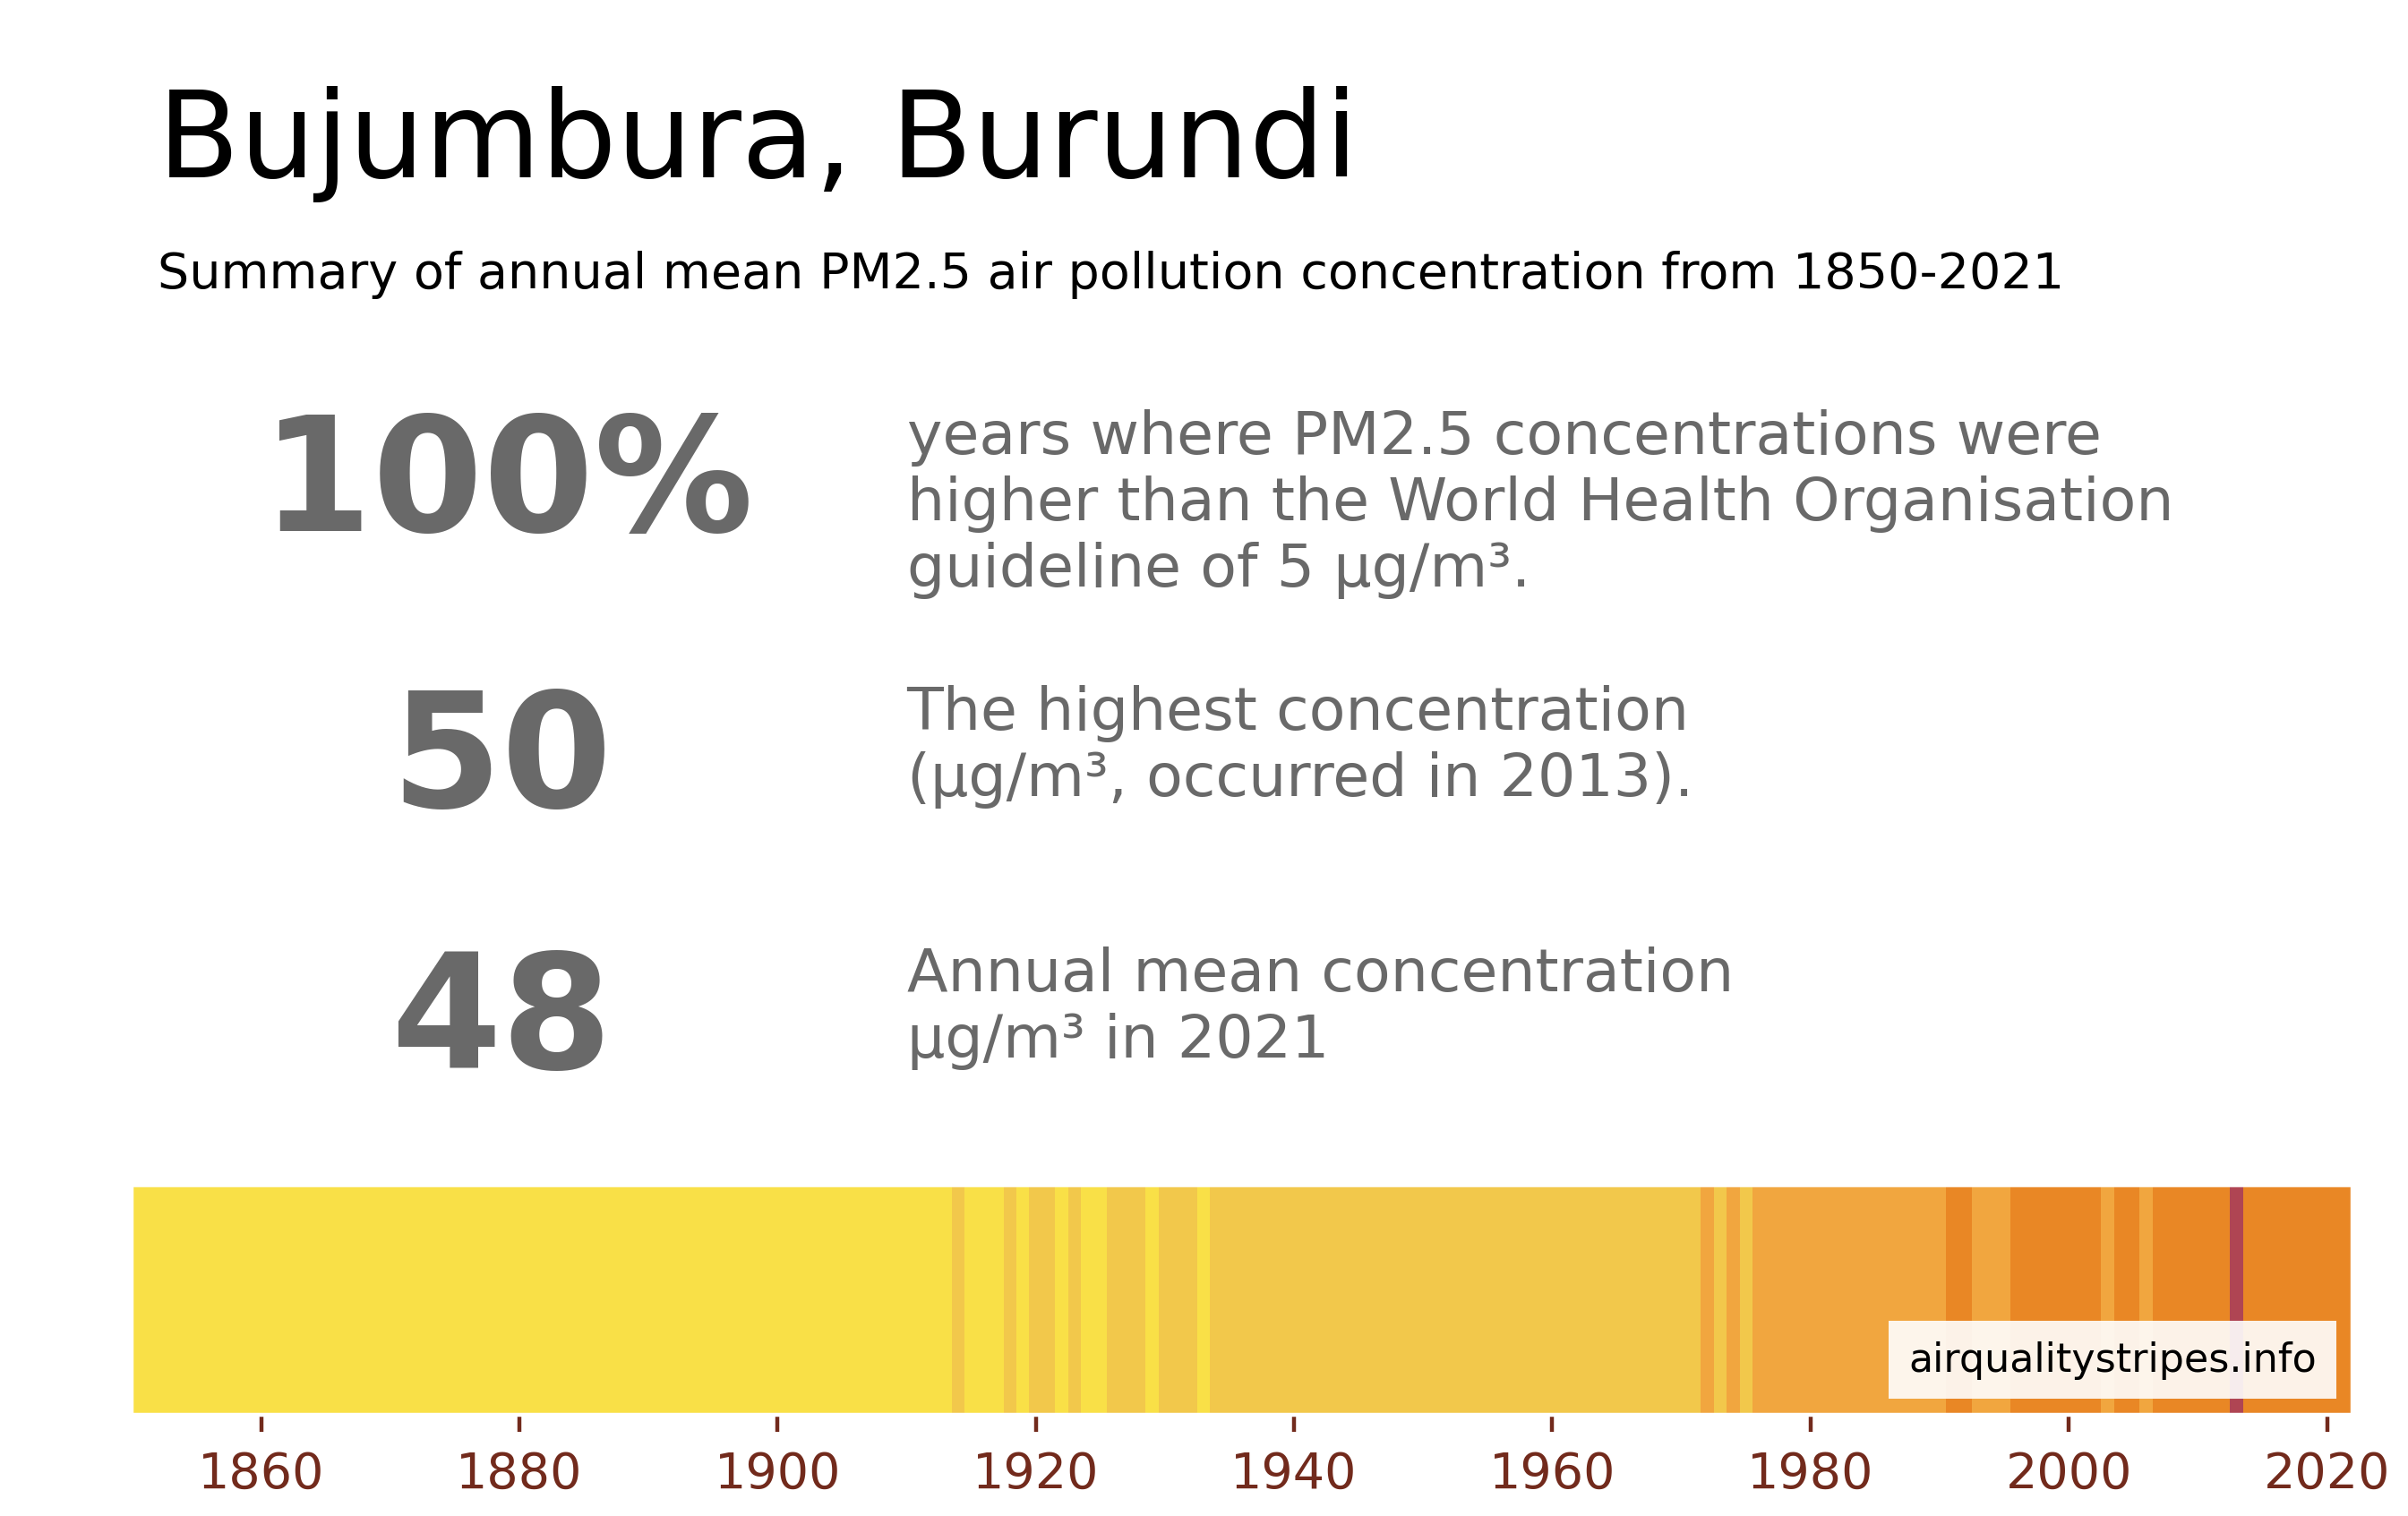 Bujumbura, Burundi
Summary of annual mean PM2.5 air pollution concentration from 1850-2021
100%
years where PM2.5 concentrations were
higher than the World Health Organisation
guideline of 5 μg/m³.
50
The highest concentration
(μg/m³, occurred in 2013).
48
Annual mean concentration
μg/m³ in 2021
airqualitystripes.info
1860 1880 1900 1920 1940 1960 1980 2000 2020